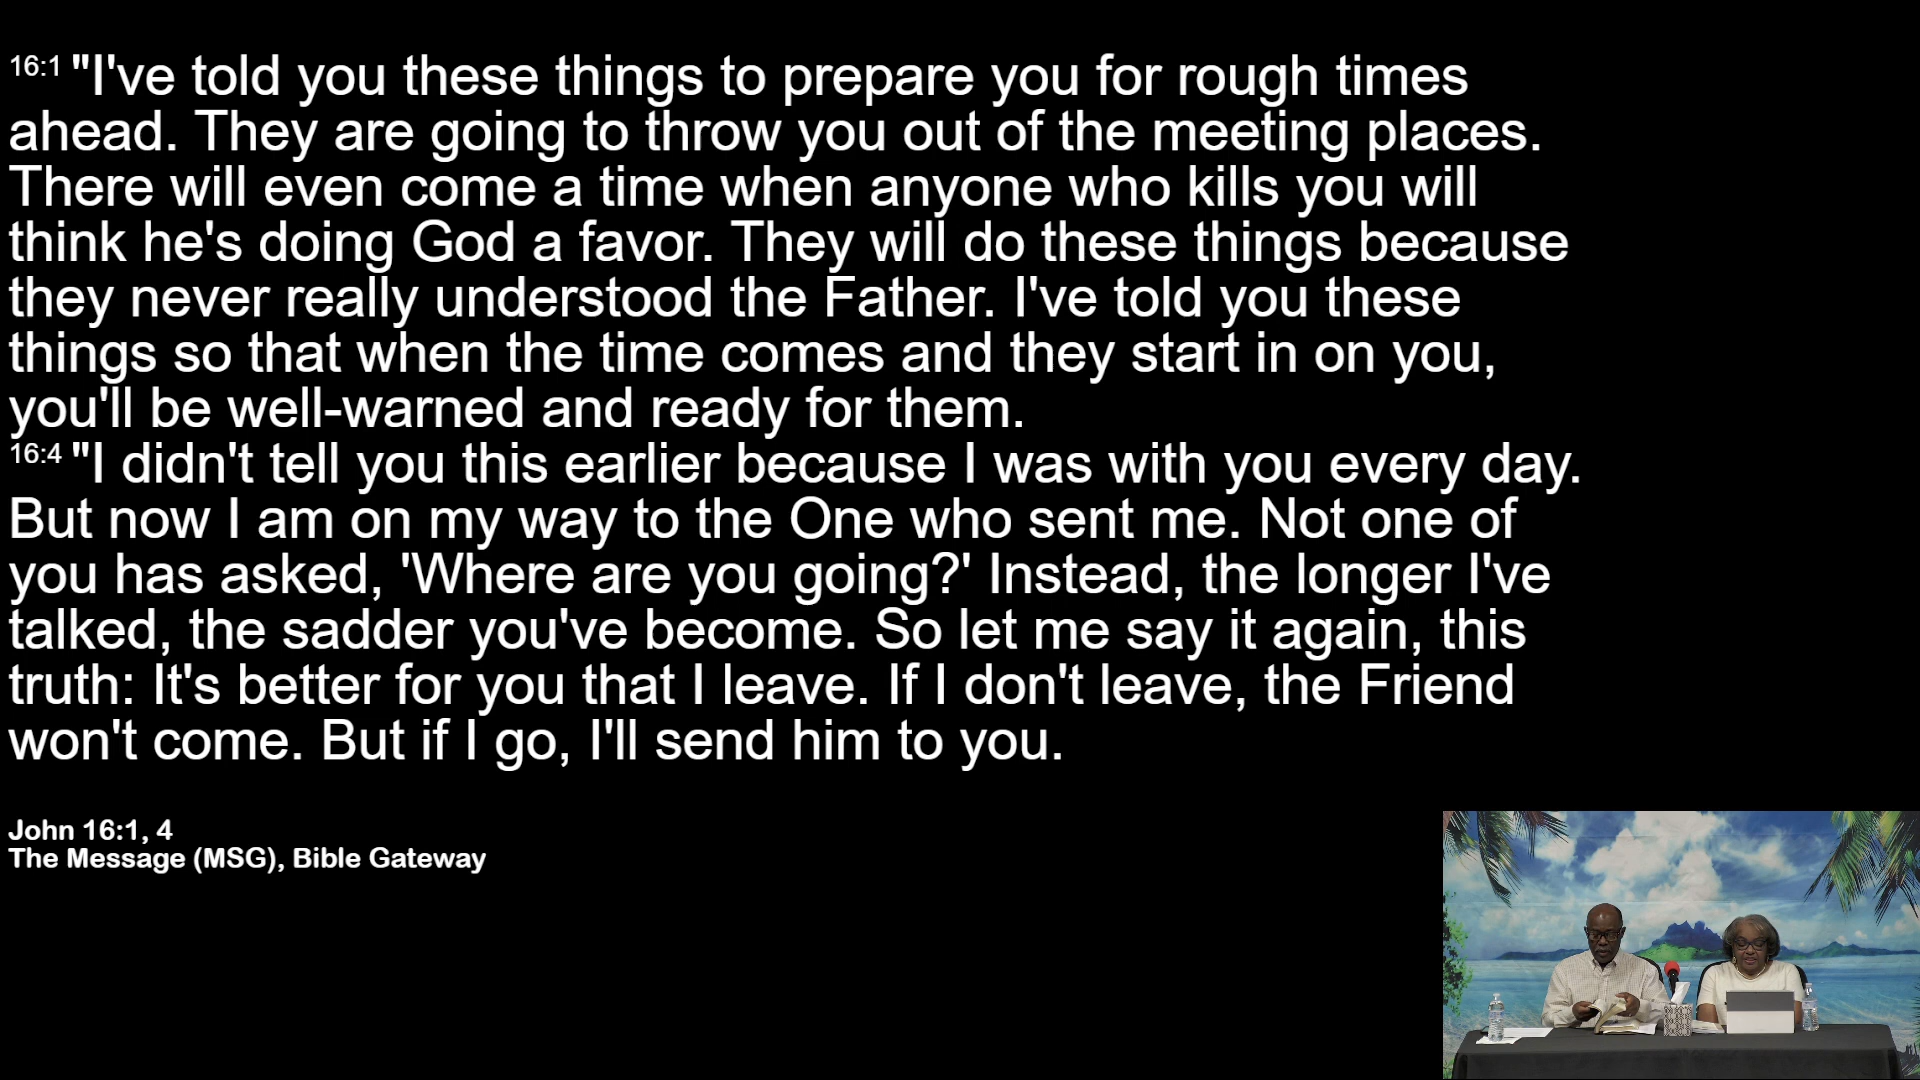 16:1 "I've told you these things to prepare you for rough times
ahead. They are going to throw you out of the meeting places.
There will even come a time when anyone who kills you will
think he's doing God a favor. They will do these things because
they never really understood the Father. I've told you these
things so that when the time comes and they start in on you,
you'll be well-warned and ready for them.
16:4 "I didn't tell you this earlier because I was with you every day.
But now I am on my way to the One who sent me. Not one of
you has asked, 'Where are you going?' Instead, the longer I've
talked, the sadder you've become. So let me say it again, this
truth: It's better for you that I leave. If I don't leave, the Friend
won't come. But if I go, I'll send him to you.
John 16:1, 4
The Message (MSG), Bible Gateway